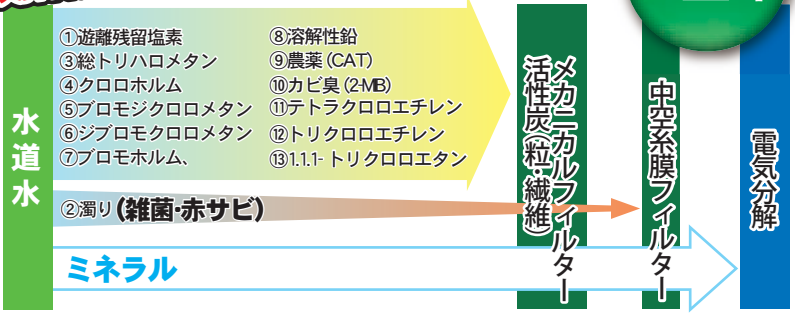 水道水
①遊離残留塩素
③総トリハロメタン
④クロロホルム
⑤ブロモジクロロメタン
⑥ジブロモクロロメタン
⑦ブロモホルム、
⑧溶解性鉛
⑨農薬(CAT)
⑩カビ臭(2-MIB)
⑪テトラクロロエチレン
⑫トリクロロエチレン
⑬1.1.1-トリクロロエタン
②濁り(雑菌・赤サビ)
ミネラル
メカニカルフィルター
活性炭(粒・繊維)
中空糸膜フィルター
電気分解